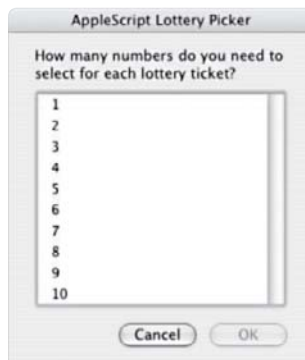 AppleScript Lottery Picker
How many numbers do you need to
select for each lottery ticket?
1
2
3
4
5
6
7
8
9
10
Cancel OK